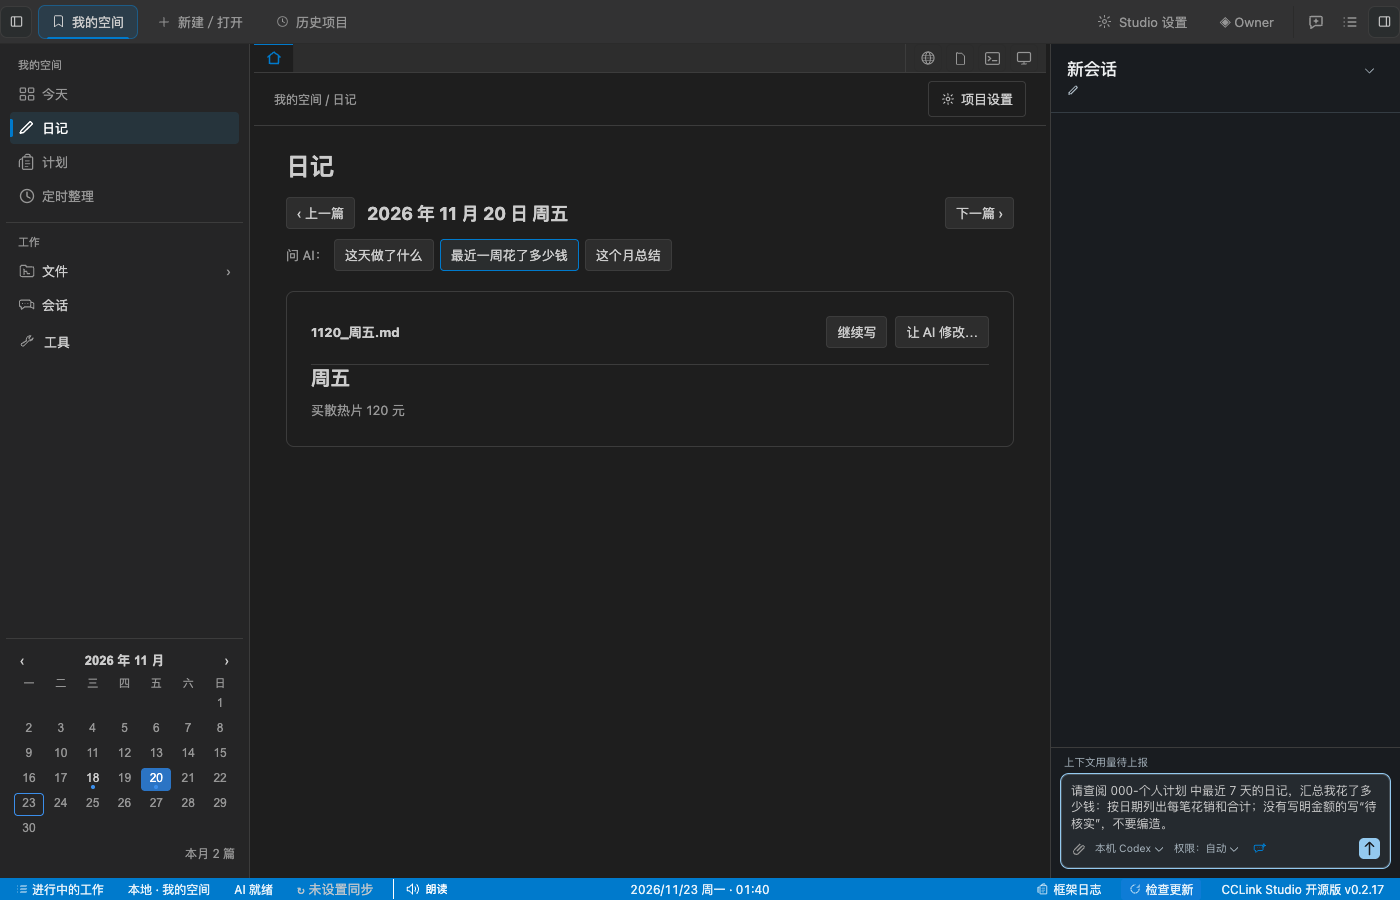 我的空间
新建 / 打开
历史项目
Studio 设置
Owner
我的空间
今天
日记
计划
定时整理
工作
文件
会话
工具
‹ 2026 年 11 月 ›
一 二 三 四 五 六 日
1
2 3 4 5 6 7 8
9 10 11 12 13 14 15
16 17 18 19 20 21 22
23 24 25 26 27 28 29
30
本月 2 篇
我的空间 / 日记
项目设置
日记
‹ 上一篇
2026 年 11 月 20 日 周五
下一篇 ›
问 AI：
这天做了什么
最近一周花了多少钱
这个月总结
1120_周五.md
继续写
让 AI 修改...
周五
买散热片 120 元
新会话
上下文用量待上报
请查阅 000-个人计划 中最近 7 天的日记，汇总我花了多
少钱：按日期列出每笔花销和合计；没有写明金额的写“待
核实”，不要编造。
本机 Codex
权限：自动
进行中的工作
本地 · 我的空间
AI 就绪
未设置同步
朗读
2026/11/23 周一 · 01:40
框架日志
检查更新
CCLink Studio 开源版 v0.2.17